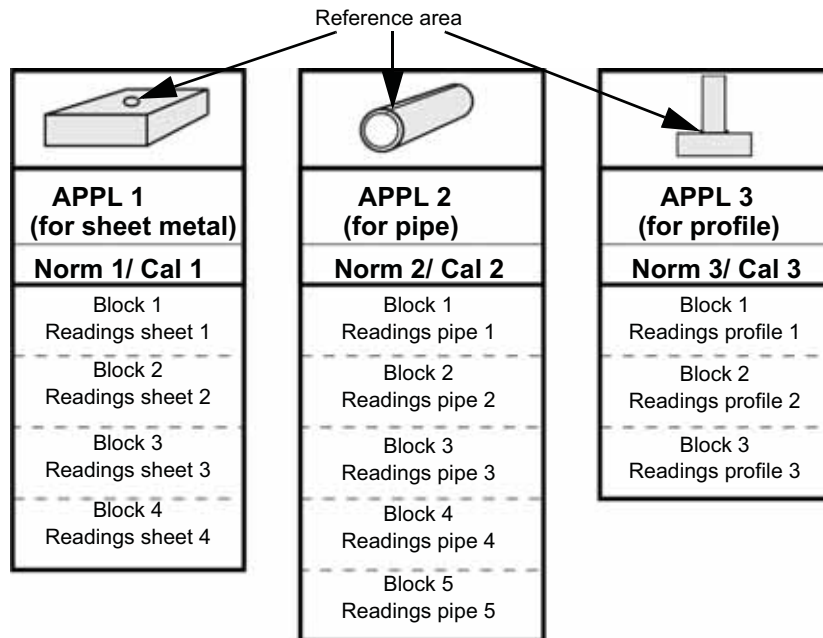 Reference area
APPL 1
(for sheet metal)
Norm 1/ Cal 1
Block 1
Readings sheet 1
Block 2
Readings sheet 2
Block 3
Readings sheet 3
Block 4
Readings sheet 4
APPL 2
(for pipe)
Norm 2/ Cal 2
Block 1
Readings pipe 1
Block 2
Readings pipe 2
Block 3
Readings pipe 3
Block 4
Readings pipe 4
Block 5
Readings pipe 5
APPL 3
(for profile)
Norm 3/ Cal 3
Block 1
Readings profile 1
Block 2
Readings profile 2
Block 3
Readings profile 3